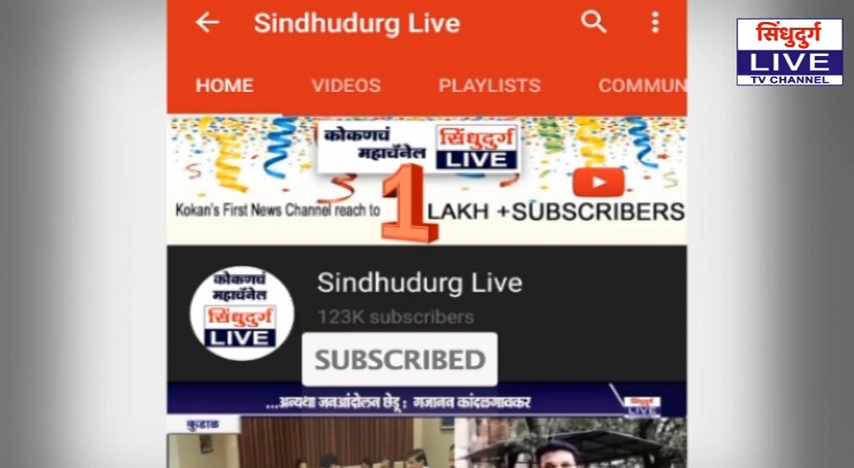 Sindhudurg Live
सिंधुदुर्ग
LIVE
TV CHANNEL
HOME VIDEOS PLAYLISTS COMMUN
कोकणचं
महाचॅनेल
सिंधुदुर्ग
LIVE
Kokan's First News Channel reach to 1 LAKH +SUBSCRIBERS
कोकणचं
महाचॅनेल
सिंधुदुर्ग
LIVE
Sindhudurg Live
123K subscribers
SUBSCRIBED
...अन्यथा जनआंदोलन छेडू : गजानन कांदळगावकर
LIVE
कुडाळ